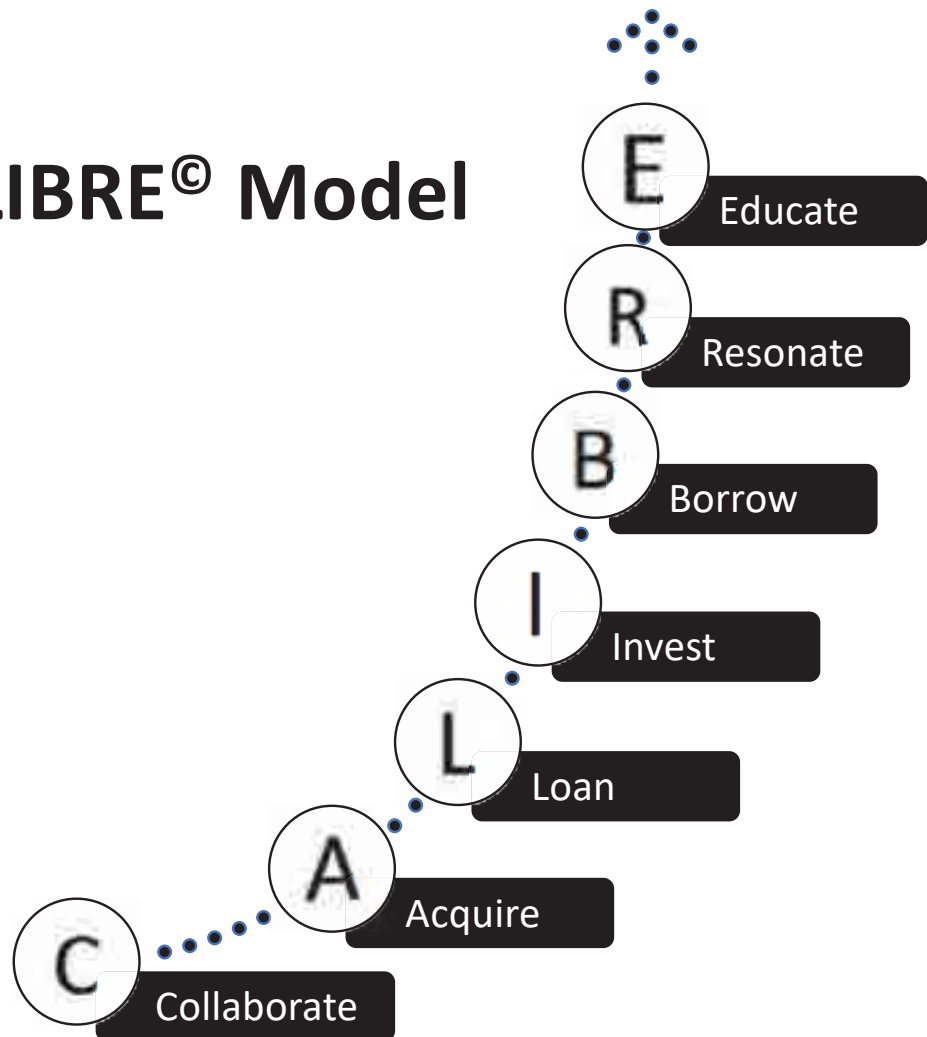 LIBRE© Model
E
Educate
R
Resonate
B
Borrow
I
Invest
L
Loan
A
Acquire
C
Collaborate